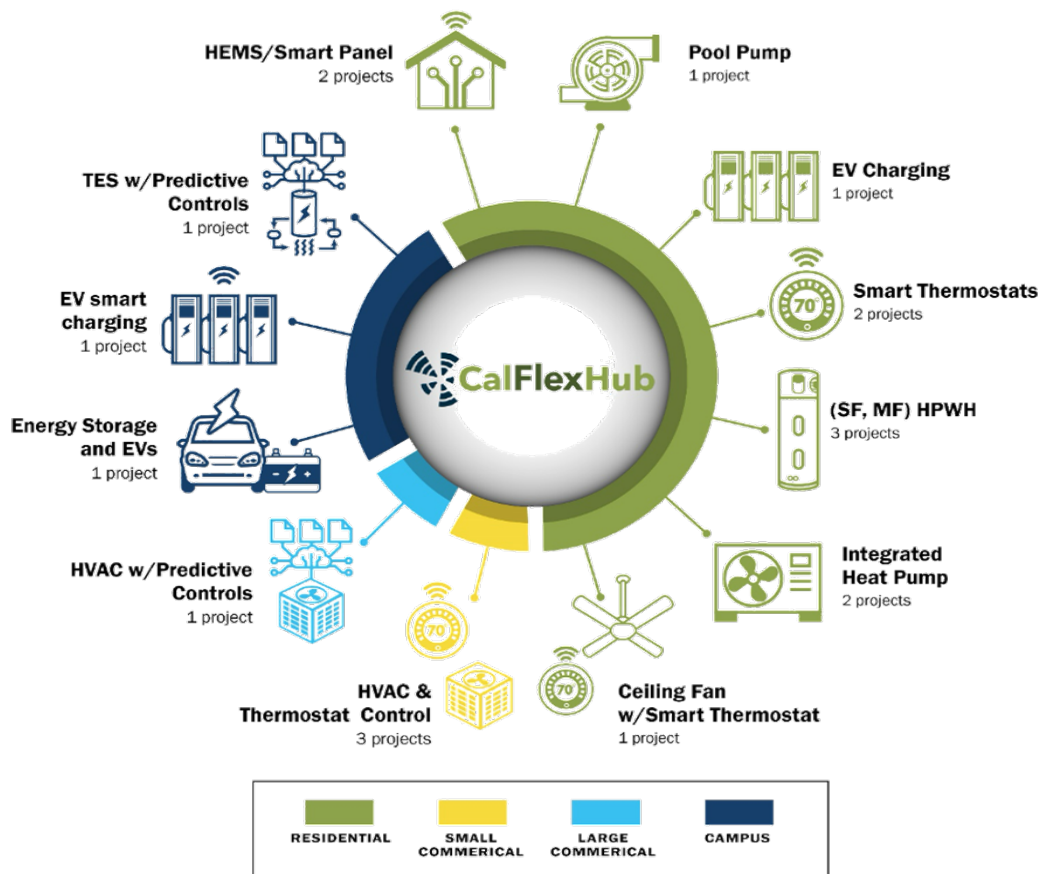 HEMS/Smart Panel
2 projects
Pool Pump
1 project
TES w/Predictive
Controls
1 project
EV Charging
1 project
EV smart
charging
1 project
Smart Thermostats
2 projects
70°
CalFlexHub
(SF, MF) HPWH
3 projects
Energy Storage
and EVs
1 project
HVAC w/Predictive
Controls
1 project
Integrated
Heat Pump
2 projects
70°
HVAC &
Thermostat Control
3 projects
70°
Ceiling Fan
w/Smart Thermostat
1 project
RESIDENTIAL
SMALL
COMMERICAL
LARGE
COMMERICAL
CAMPUS